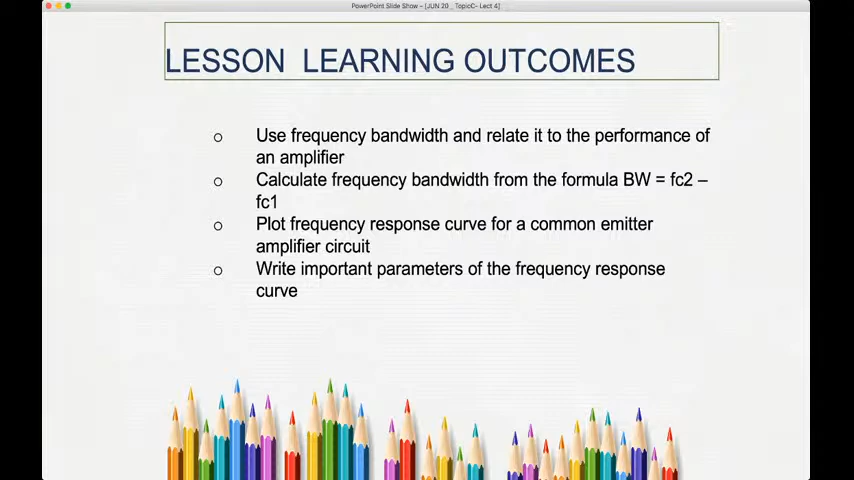 PowerPoint Slide Show - [JUN 20 _ TopicC- Lect 4]
LESSON LEARNING OUTCOMES
o Use frequency bandwidth and relate it to the performance of
an amplifier
o Calculate frequency bandwidth from the formula BW = fc2 –
fc1
o Plot frequency response curve for a common emitter
amplifier circuit
o Write important parameters of the frequency response
curve